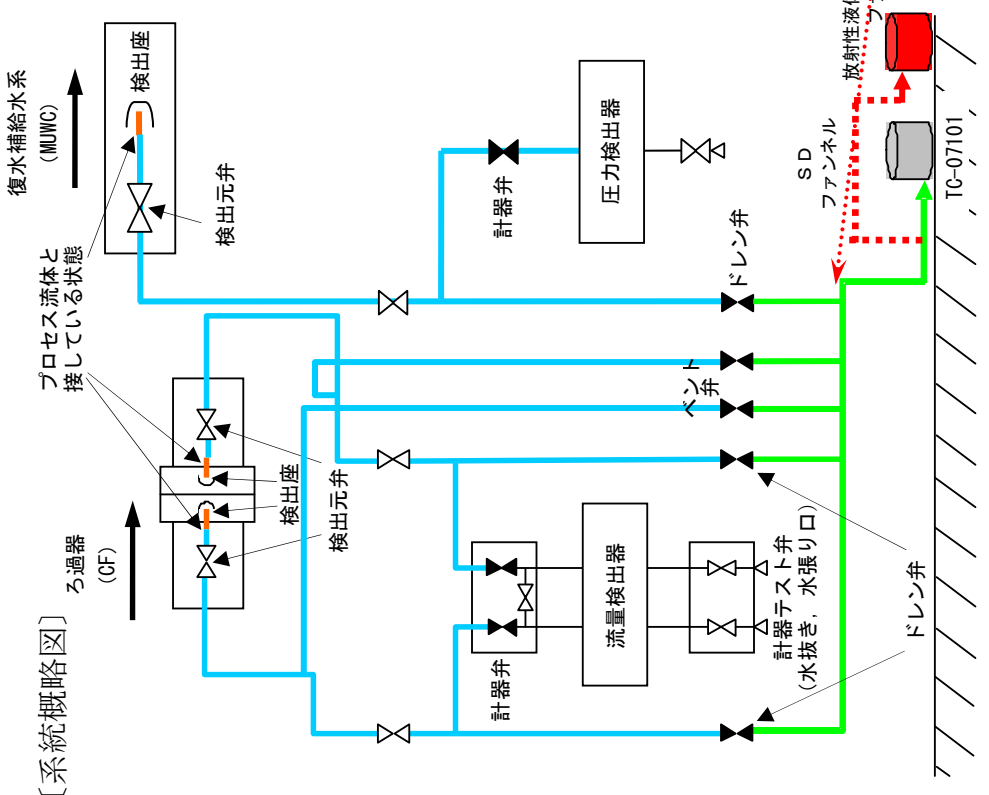 〔系統概略図〕
復水補給水系
(MUWC)
検出座
検出元弁
プロセス流体と
接している状態
ろ過器
(CF)
検出座
検出元弁
計器弁
圧力検出器
ドレン弁
ベント
弁
計器弁
流量検出器
計器テスト弁
(水抜き，水張り口)
ドレン弁
SD
ファンネル
放射性液体
TC-07101